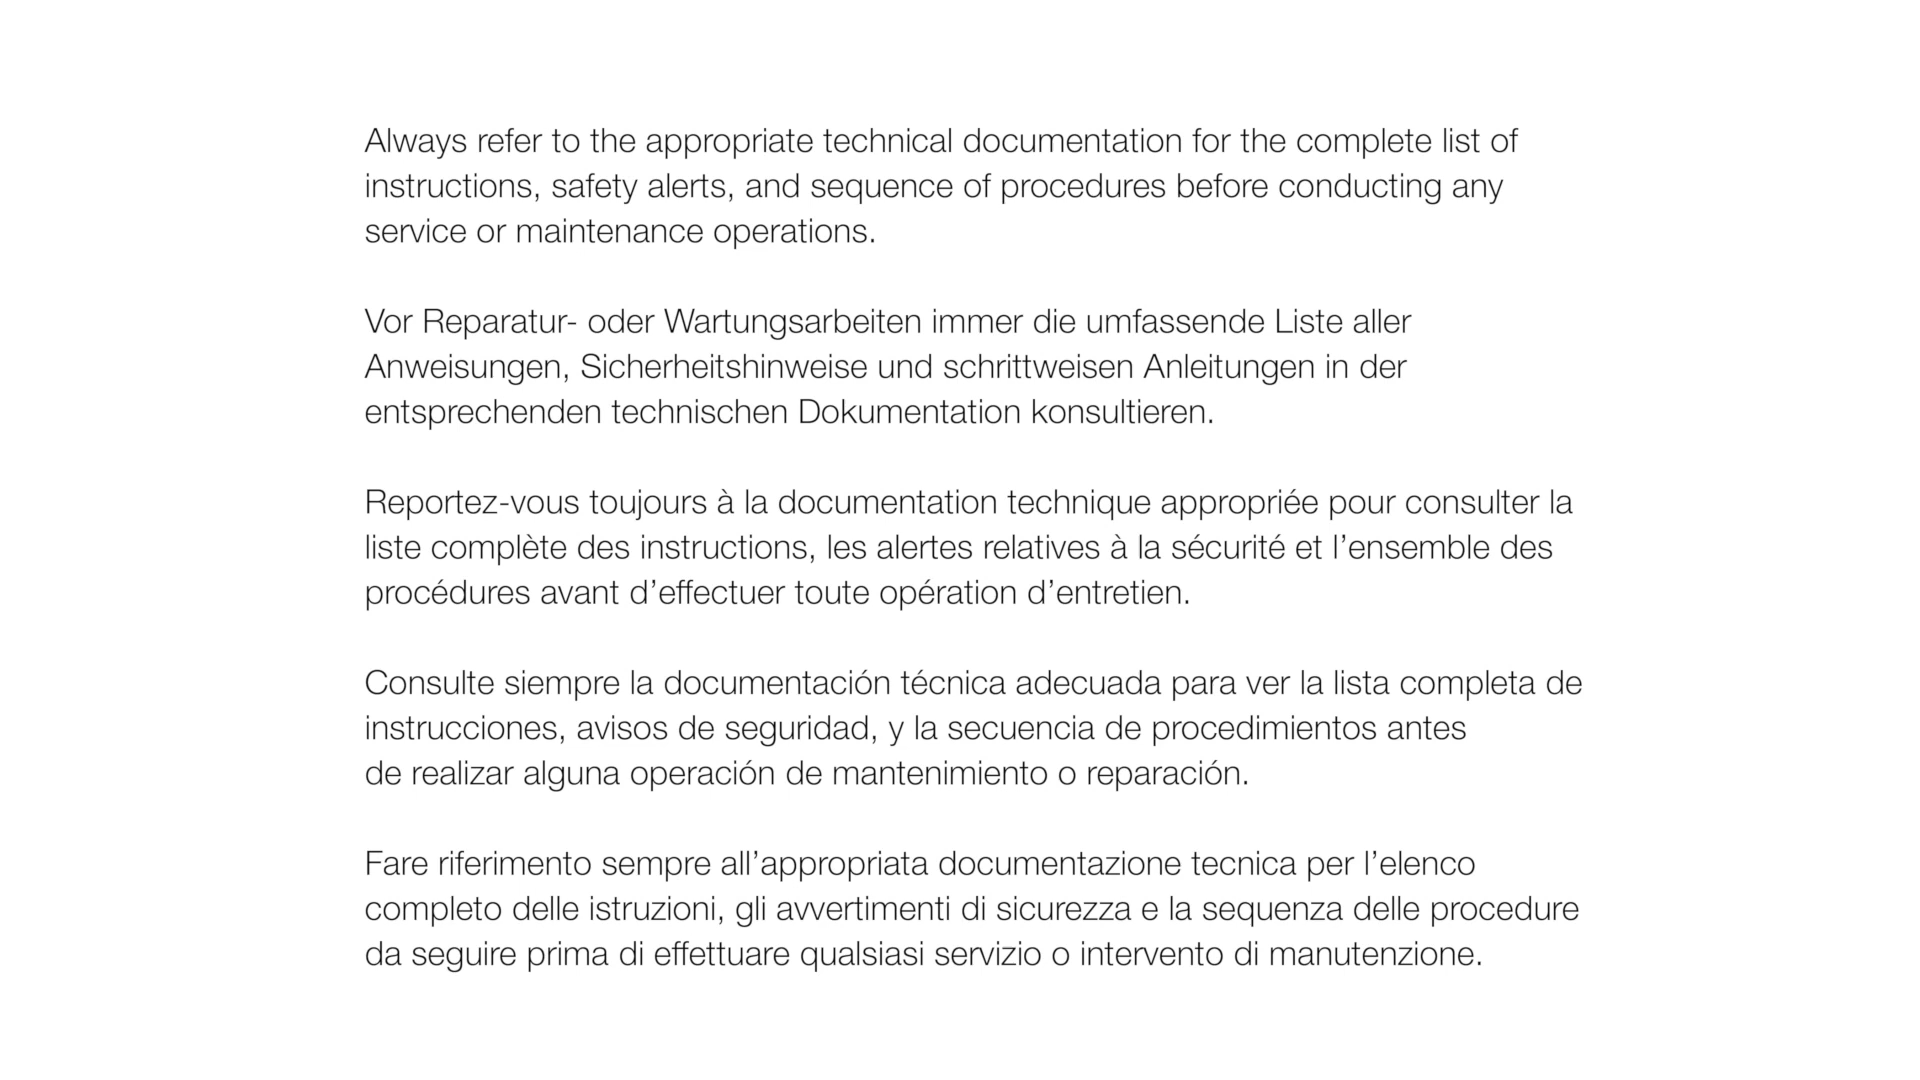 Always refer to the appropriate technical documentation for the complete list of
instructions, safety alerts, and sequence of procedures before conducting any
service or maintenance operations.
Vor Reparatur- oder Wartungsarbeiten immer die umfassende Liste aller
Anweisungen, Sicherheitshinweise und schrittweisen Anleitungen in der
entsprechenden technischen Dokumentation konsultieren.
Reportez-vous toujours à la documentation technique appropriée pour consulter la
liste complète des instructions, les alertes relatives à la sécurité et l’ensemble des
procédures avant d’effectuer toute opération d’entretien.
Consulte siempre la documentación técnica adecuada para ver la lista completa de
instrucciones, avisos de seguridad, y la secuencia de procedimientos antes
de realizar alguna operación de mantenimiento o reparación.
Fare riferimento sempre all’appropriata documentazione tecnica per l’elenco
completo delle istruzioni, gli avvertimenti di sicurezza e la sequenza delle procedure
da seguire prima di effettuare qualsiasi servizio o intervento di manutenzione.